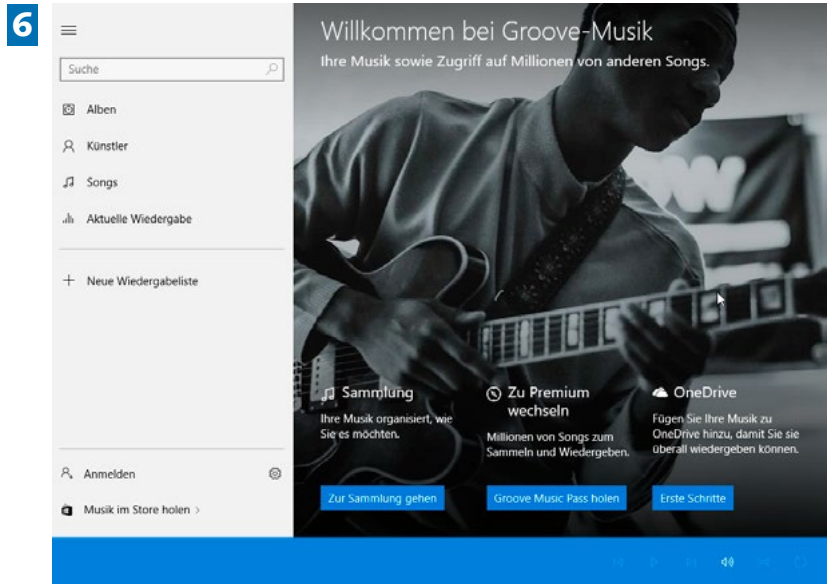 6
Suche
Alben
Künstler
Songs
Aktuelle Wiedergabe
Neue Wiedergabeliste
Anmelden
Musik im Store holen >
Willkommen bei Groove-Musik
Ihre Musik sowie Zugriff auf Millionen von anderen Songs.
Sammlung
Ihre Musik organisiert, wie
Sie es möchten.
Zur Sammlung gehen
Zu Premium
wechseln
Millionen von Songs zum
Sammeln und Wiedergeben.
Groove Music Pass holen
OneDrive
Fügen Sie Ihre Musik zu
OneDrive hinzu, damit Sie sie
überall wiedergeben können.
Erste Schritte